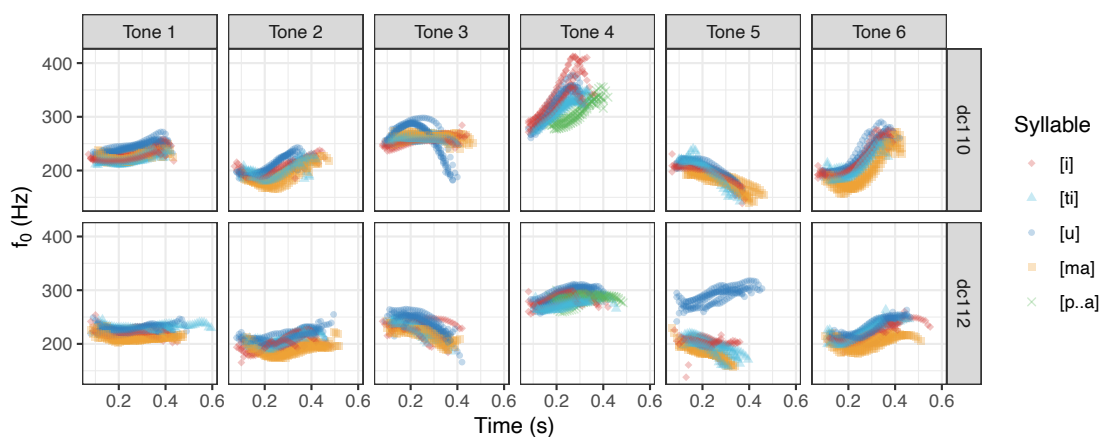 Tone 1 Tone 2 Tone 3 Tone 4 Tone 5 Tone 6
400
300
200
dc110
400
300
200
dc112
f0 (Hz)
0.2 0.4 0.6 0.2 0.4 0.6 0.2 0.4 0.6 0.2 0.4 0.6 0.2 0.4 0.6 0.2 0.4 0.6
Time (s)
Syllable
[i]
[ti]
[u]
[ma]
[p..a]